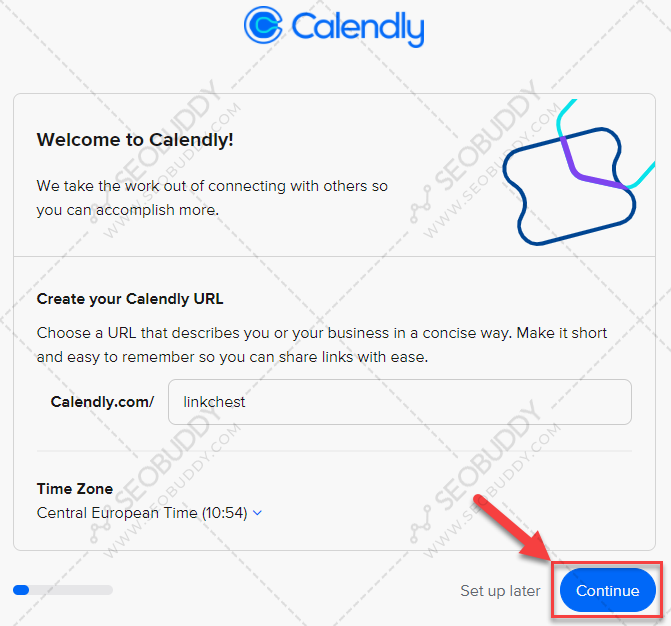 Calendly
Welcome to Calendly!
We take the work out of connecting with others so
you can accomplish more.
Create your Calendly URL
Choose a URL that describes you or your business in a concise way. Make it short
and easy to remember so you can share links with ease.
Calendly.com/ linkchest
Time Zone
Central European Time (10:54)
Set up later Continue
SEOBUDDY
WWW.SEOBUDDY.COM
SEOBUDDY
WWW.SEOBUDDY.COM
SEOBUDDY
WWW.SEOBUDDY.COM
SEOBUDDY
WWW.SEOBUDDY.COM